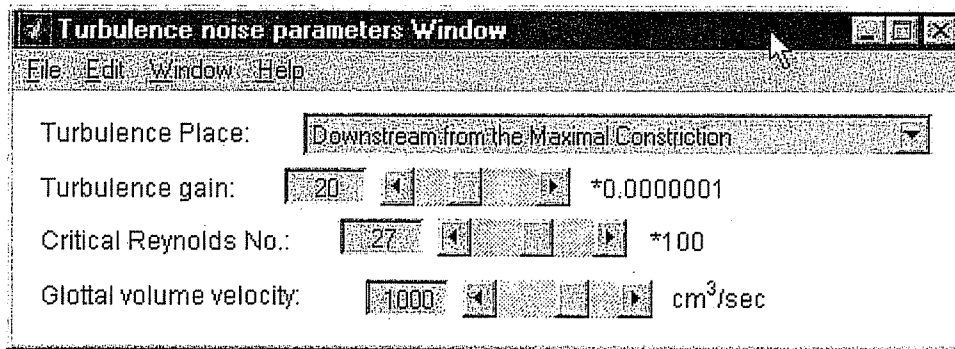 Turbulence noise parameters Window
File Edit Window Help
Turbulence Place: Downstream from the Maximal Constriction
Turbulence gain: 20 *0.0000001
Critical Reynolds No.: 27 *100
Glottal volume velocity: 1000 cm³/sec